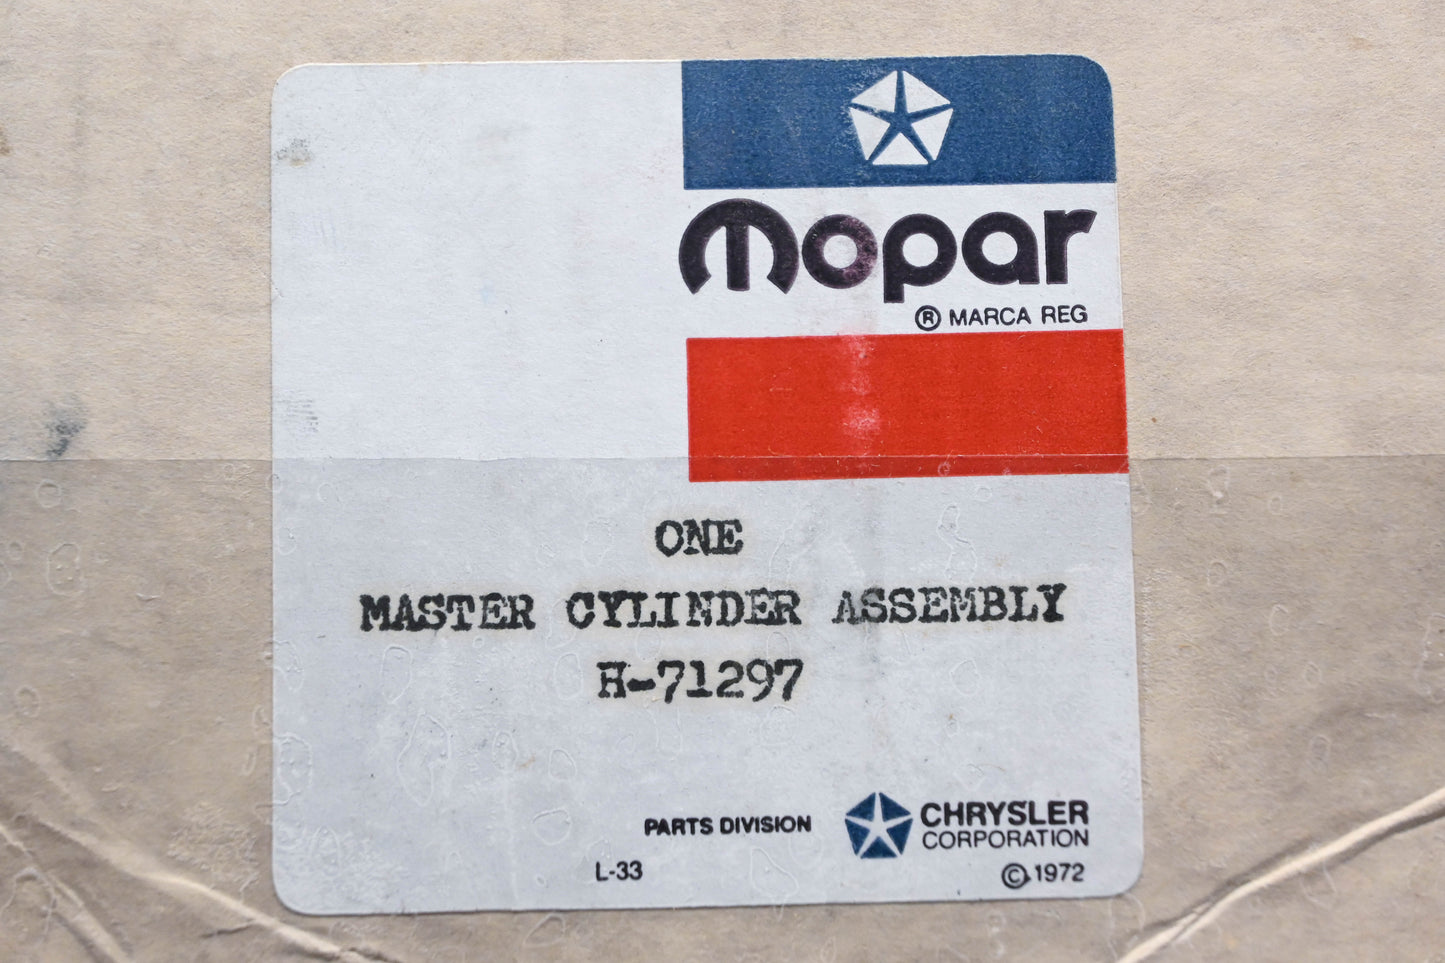 mopar
® MARCA REG
ONE
MASTER CYLINDER ASSEMBLY
H-71297
PARTS DIVISION
CHRYSLER
CORPORATION
L-33
© 1972